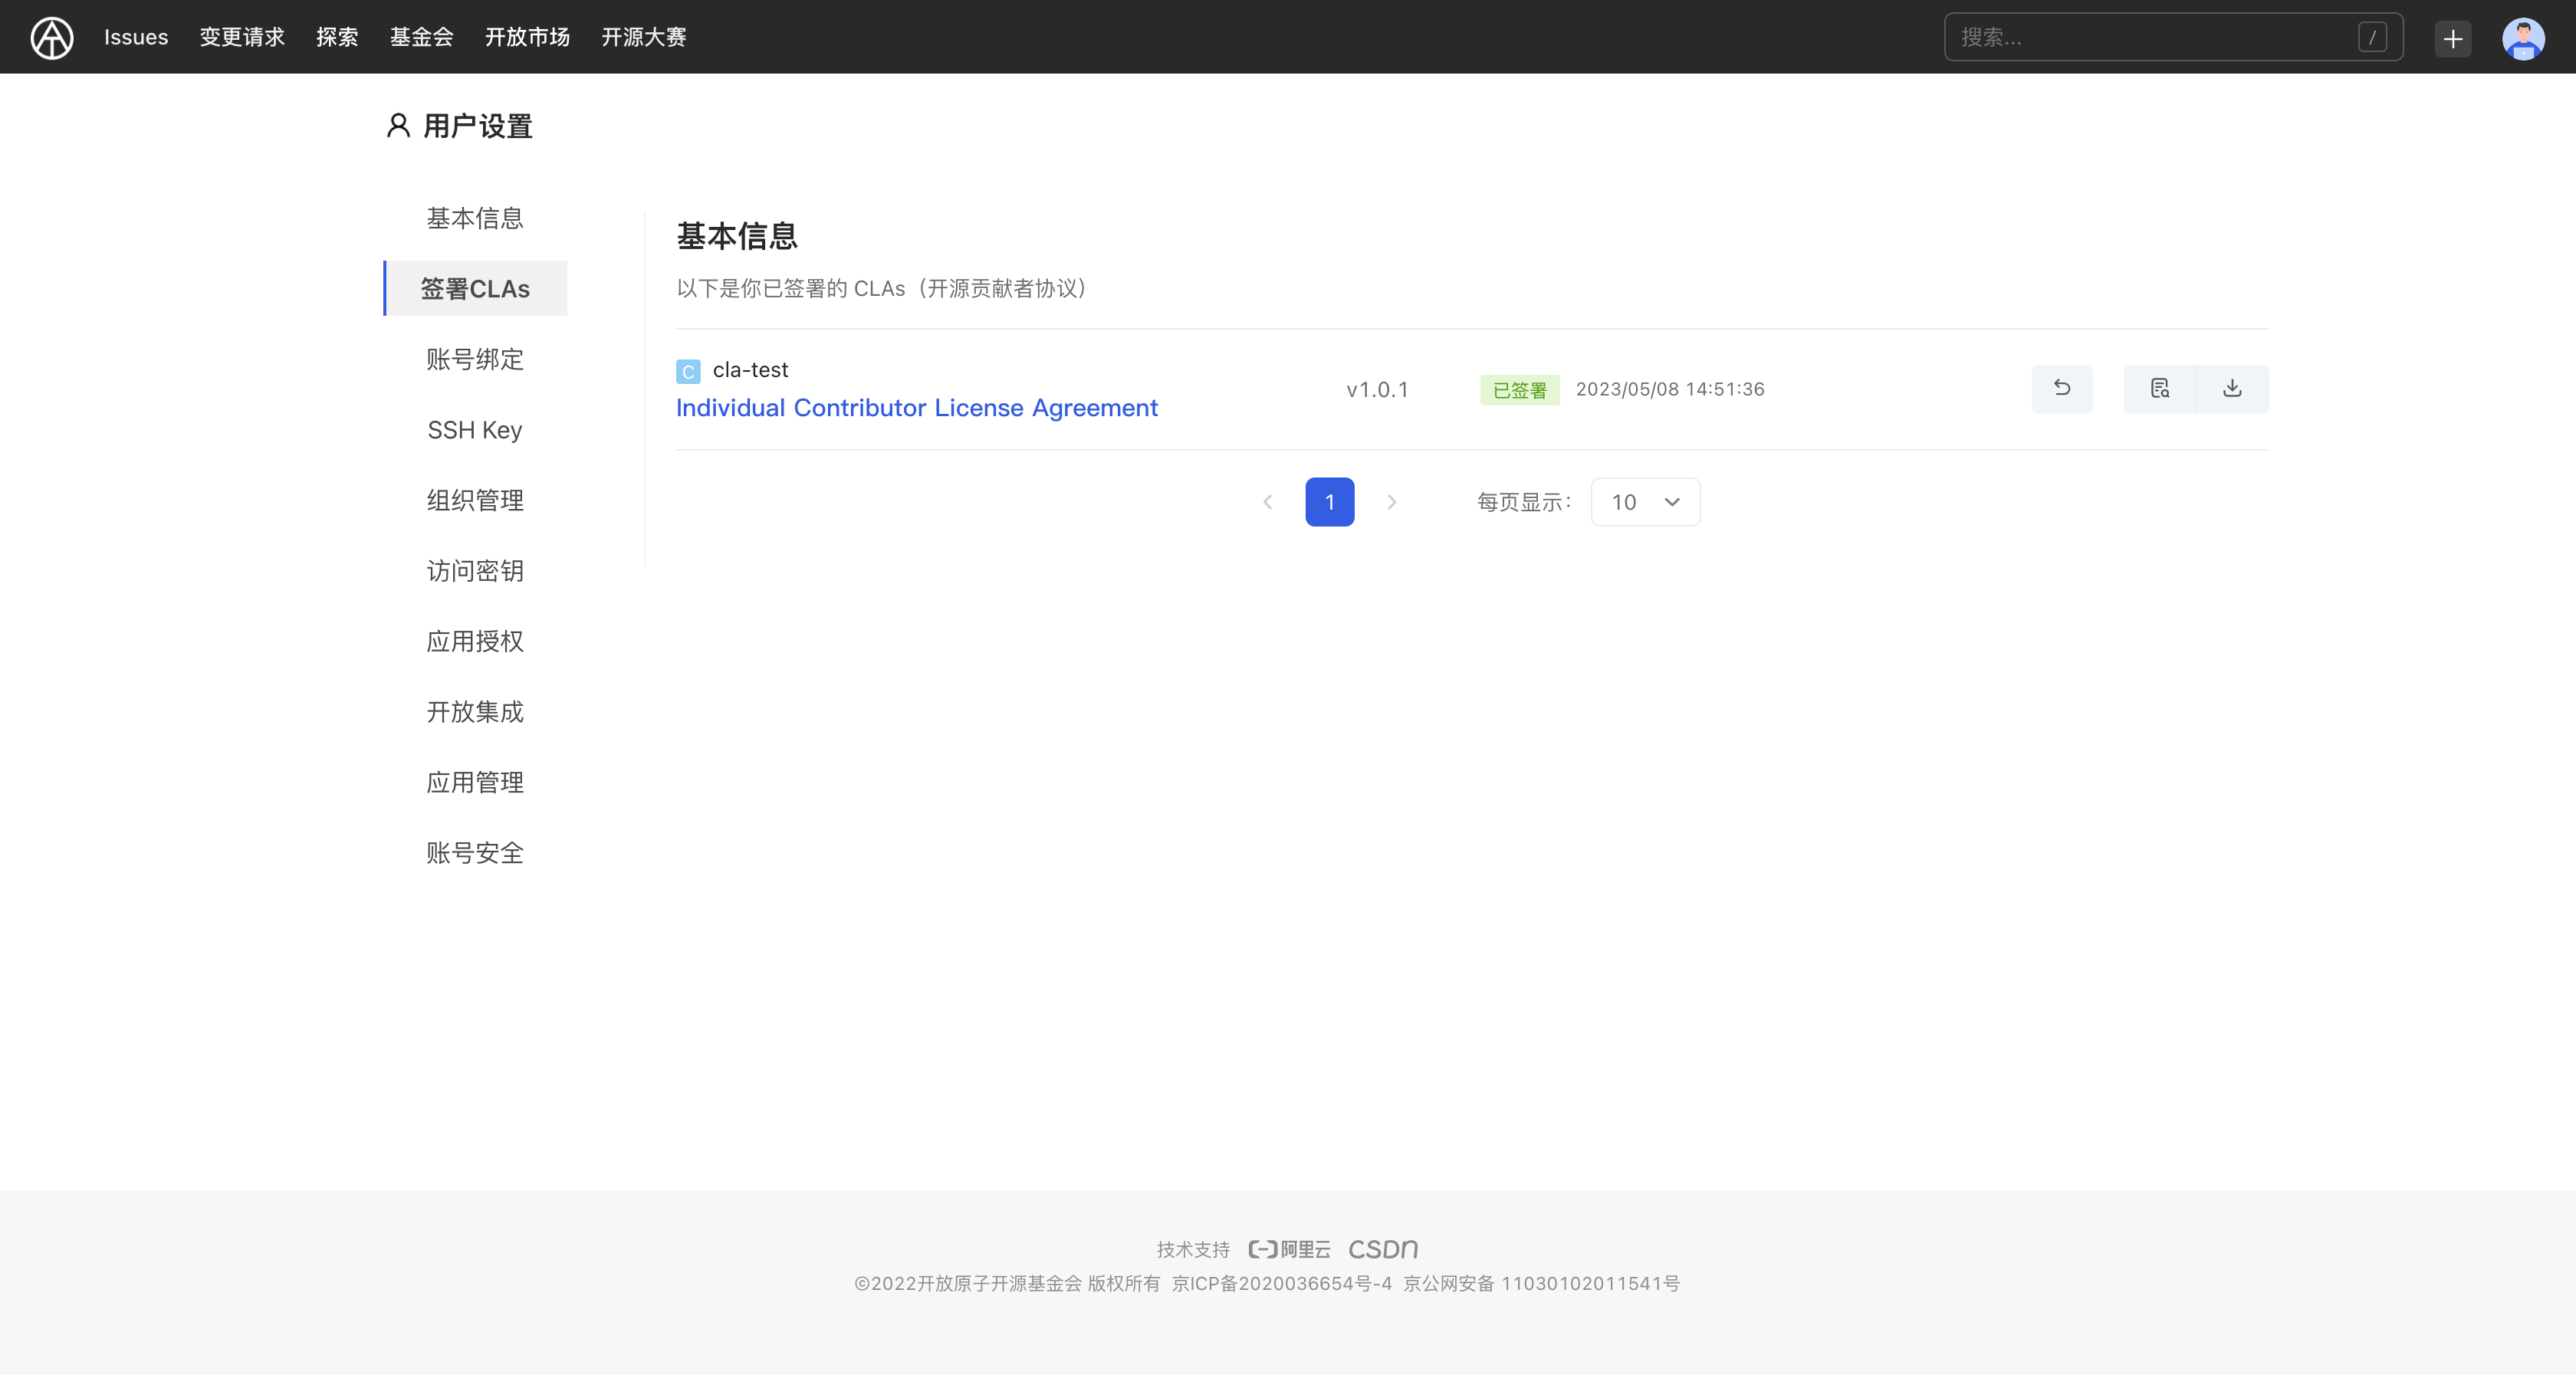 Issues 变更请求 探索 基金会 开放市场 开源大赛 搜索... /
用户设置
基本信息
签署CLAs
账号绑定
SSH Key
组织管理
访问密钥
应用授权
开放集成
应用管理
账号安全
基本信息
以下是你已签署的 CLAs（开源贡献者协议）
C cla-test
Individual Contributor License Agreement
v1.0.1 已签署 2023/05/08 14:51:36
1 每页显示： 10
技术支持 阿里云 CSDN
©2022开放原子开源基金会 版权所有 京ICP备2020036654号-4 京公网安备 11030102011541号